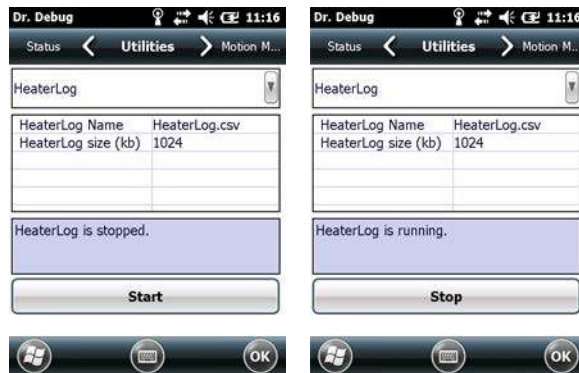 Dr. Debug 11:16
Status Utilities Motion M...
HeaterLog
HeaterLog Name HeaterLog.csv
HeaterLog size (kb) 1024
HeaterLog is stopped.
Start
OK
Dr. Debug 11:16
Status Utilities Motion M...
HeaterLog
HeaterLog Name HeaterLog.csv
HeaterLog size (kb) 1024
HeaterLog is running.
Stop
OK